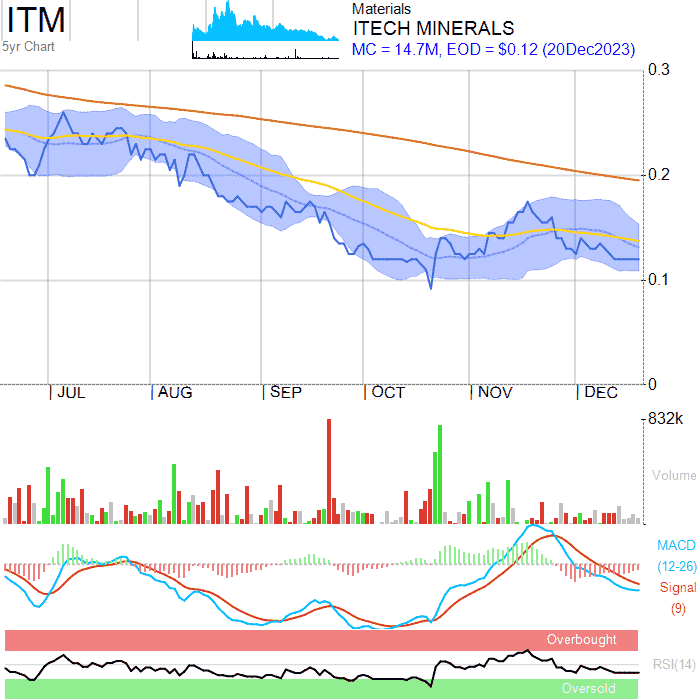 ITM
5yr Chart
Materials
ITECH MINERALS
MC = 14.7M, EOD = $0.12 (20Dec2023)
0.3
0.2
0.1
0
JUL AUG SEP OCT NOV DEC
832k
Volume
MACD
(12-26)
Signal
(9)
Overbought
RSI(14)
Oversold